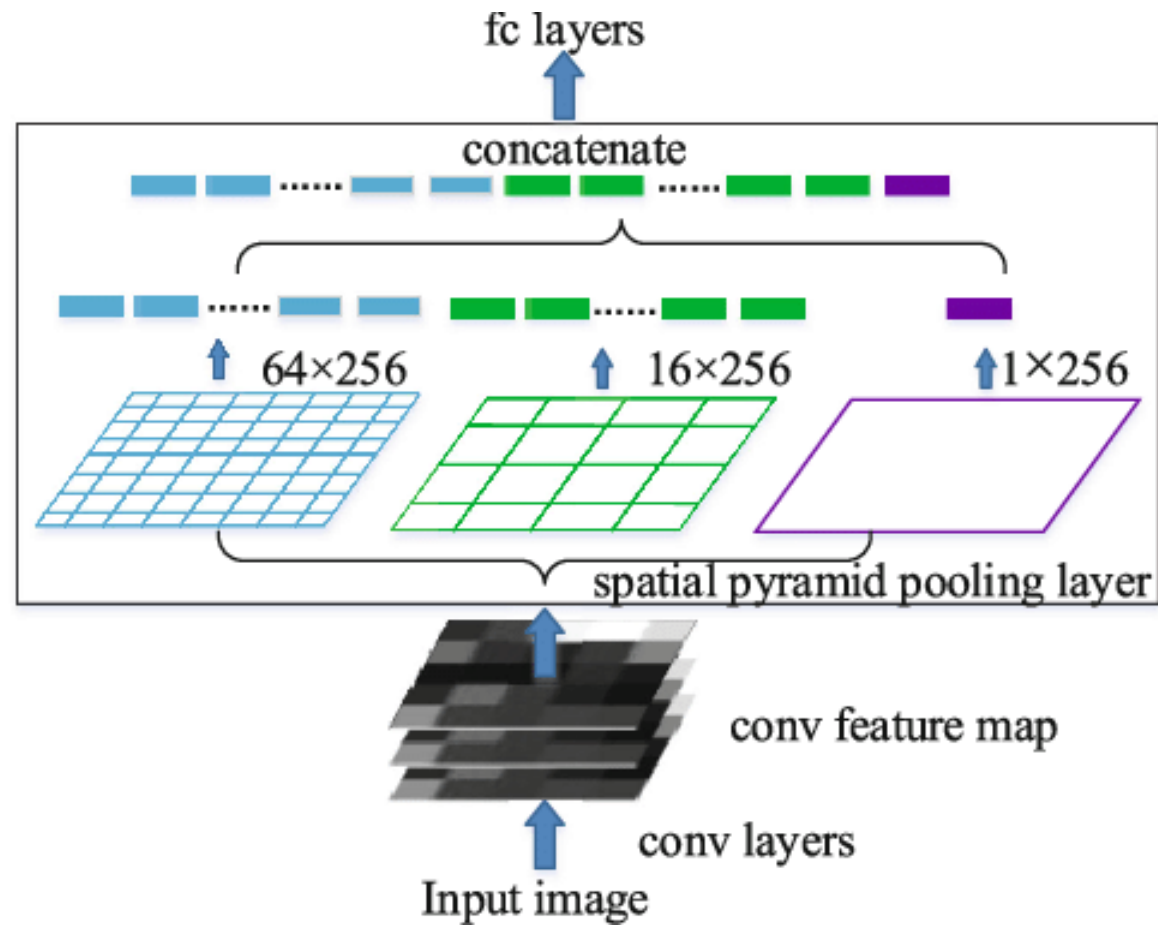 fc layers
concatenate
......
......
......
......
64×256
16×256
1×256
spatial pyramid pooling layer
conv feature map
conv layers
Input image